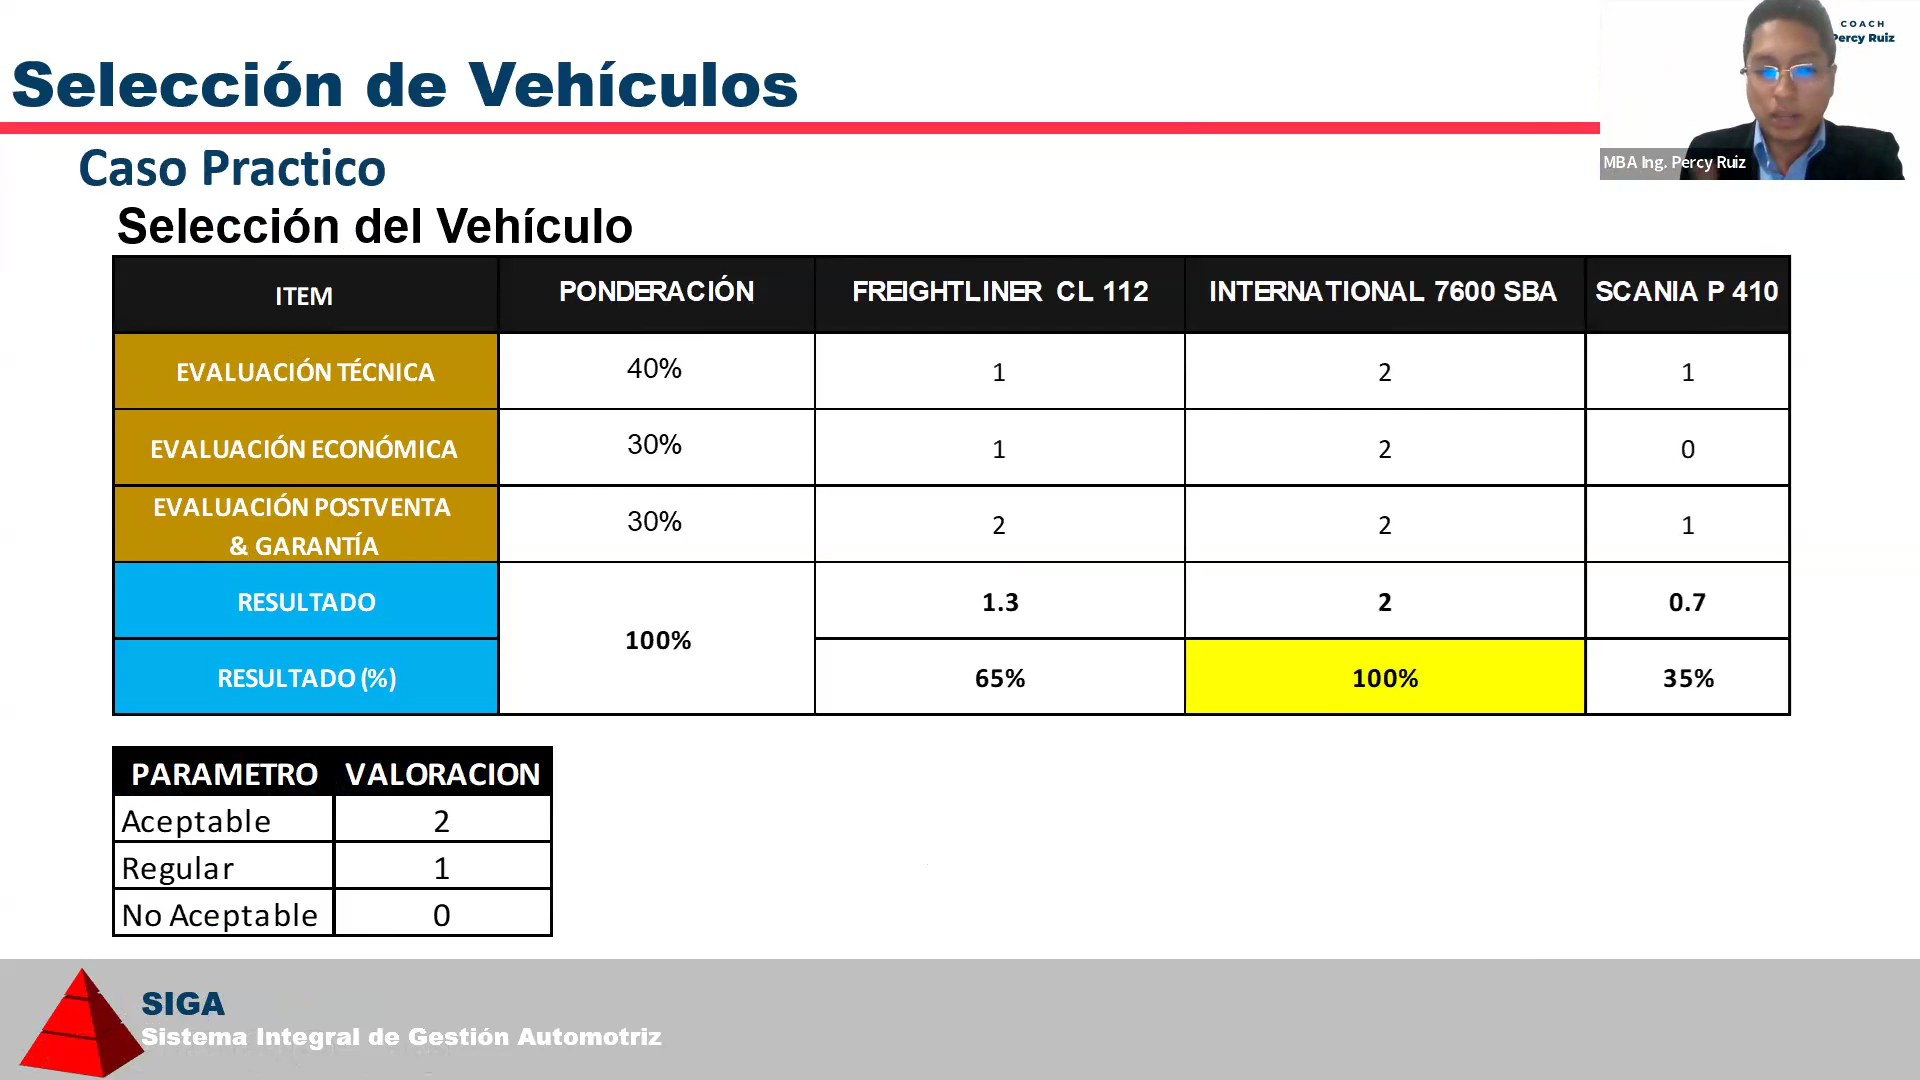 COACH
Percy Ruiz
Selección de Vehículos
MBA Ing. Percy Ruiz
Caso Practico
Selección del Vehículo
ITEM PONDERACIÓN FREIGHTLINER CL 112 INTERNATIONAL 7600 SBA SCANIA P 410
EVALUACIÓN TÉCNICA 40% 1 2 1
EVALUACIÓN ECONÓMICA 30% 1 2 0
EVALUACIÓN POSTVENTA
& GARANTÍA 30% 2 2 1
RESULTADO 100% 1.3 2 0.7
RESULTADO (%) 65% 100% 35%
PARAMETRO VALORACION
Aceptable 2
Regular 1
No Aceptable 0
SIGA
Sistema Integral de Gestión Automotriz